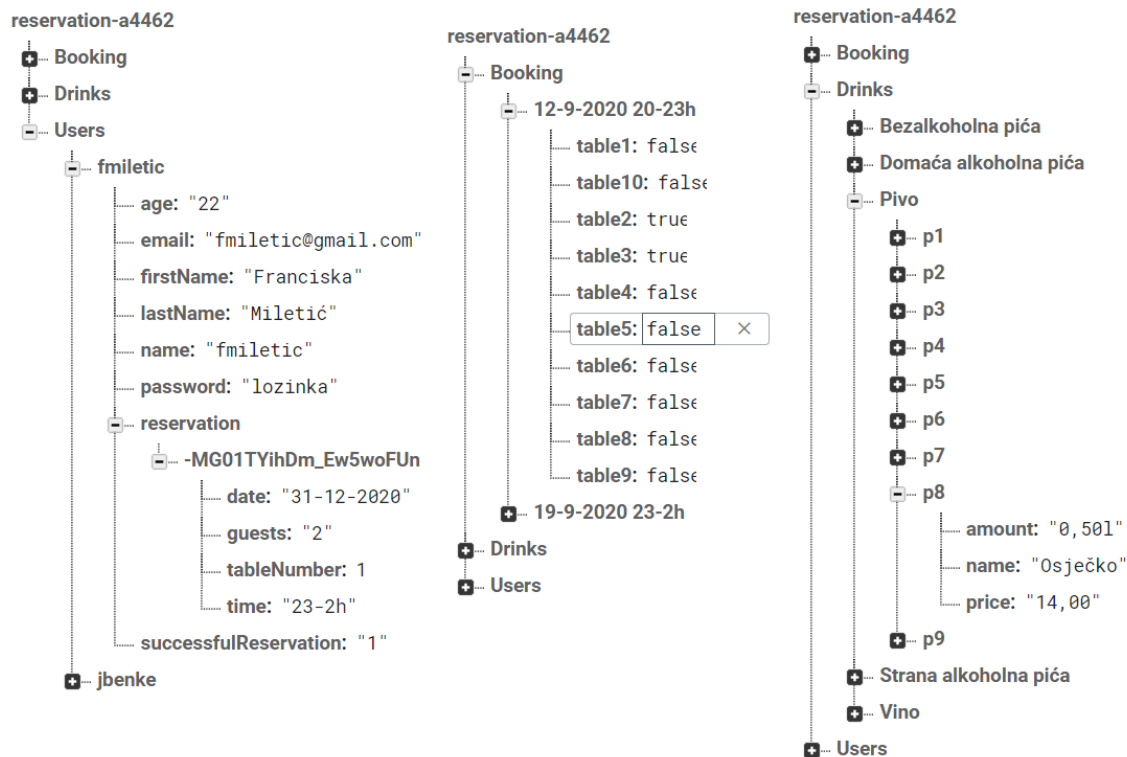 reservation-a4462
Booking
Drinks
Users
fmiletic
age: "22"
email: "fmiletic@gmail.com"
firstName: "Franciska"
lastName: "Miletić"
name: "fmiletic"
password: "lozinka"
reservation
-MG01TYihDm_Ew5woFUn
date: "31-12-2020"
guests: "2"
tableNumber: 1
time: "23-2h"
successfulReservation: "1"
jbenke
reservation-a4462
Booking
12-9-2020 20-23h
table1: false
table10: false
table2: true
table3: true
table4: false
table5: false ×
table6: false
table7: false
table8: false
table9: false
19-9-2020 23-2h
Drinks
Users
reservation-a4462
Booking
Drinks
Bezalkoholna pića
Domaća alkoholna pića
Pivo
p1
p2
p3
p4
p5
p6
p7
p8
amount: "0,50l"
name: "Osječko"
price: "14,00"
p9
Strana alkoholna pića
Vino
Users